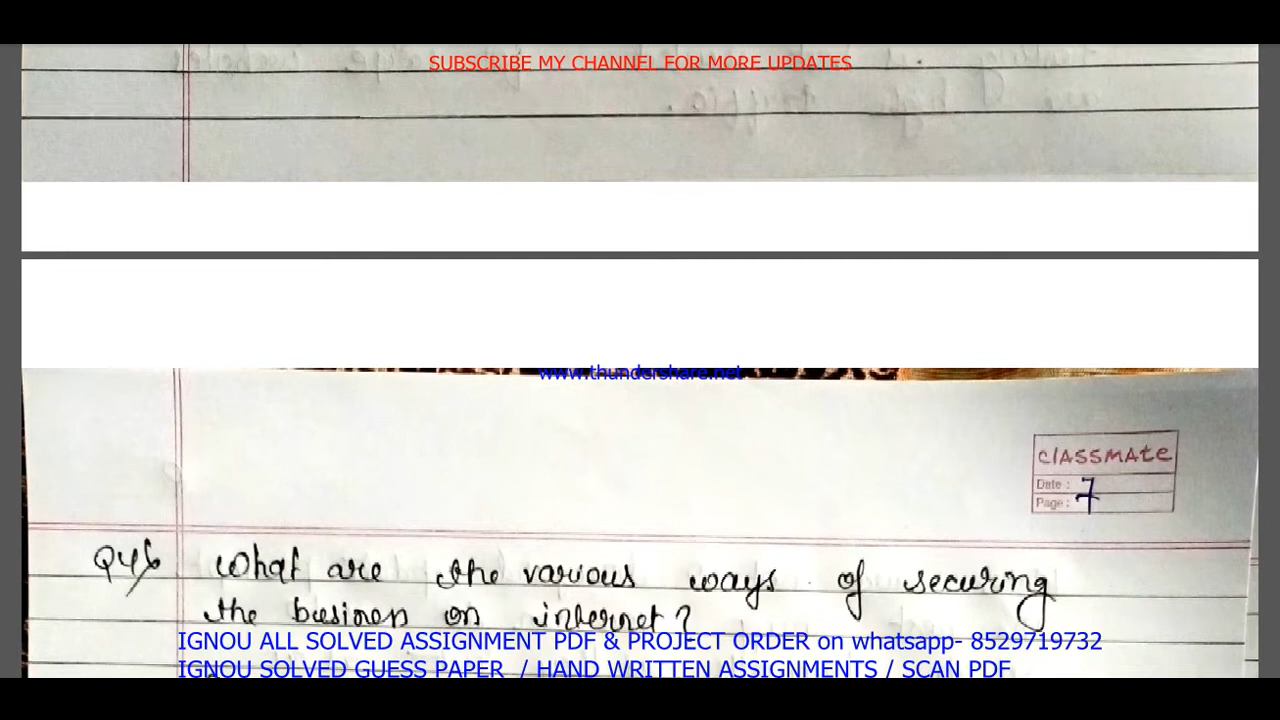 SUBSCRIBE MY CHANNEL FOR MORE UPDATES
www.thundershare.net
CLASSMATE
Date :
Page : 7
What are the various ways of securing
the business on internet?
IGNOU ALL SOLVED ASSIGNMENT PDF & PROJECT ORDER on whatsapp- 8529719732
IGNOU SOLVED GUESS PAPER / HAND WRITTEN ASSIGNMENTS / SCAN PDF